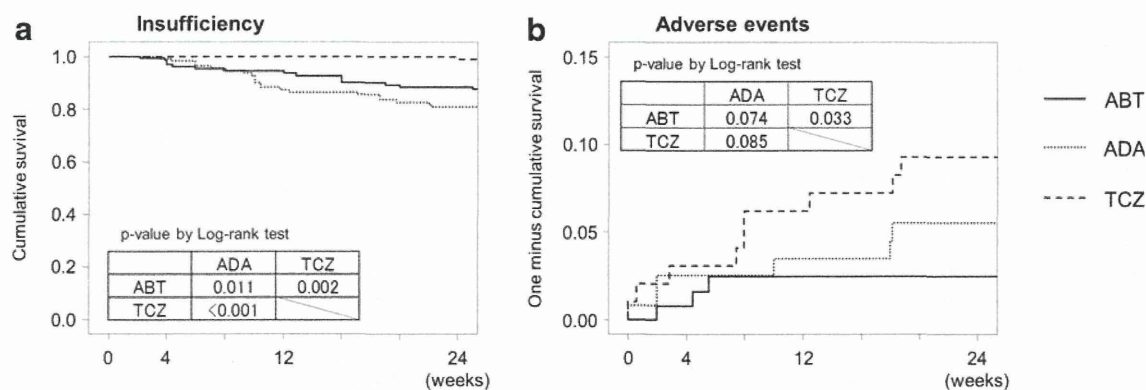 a
Insufficiency
Cumulative suvival
1.0
0.8
0.6
0.4
0.2
0.0
p-value by Log-rank test
ADA TCZ
ABT 0.011 0.002
TCZ <0.001
0 4 12 24
(weeks)
b
Adverse events
One minus cumulative survival
0.15
0.10
0.05
0.00
p-value by Log-rank test
ADA TCZ
ABT 0.074 0.033
TCZ 0.085
0 4 12 24
(weeks)
ABT
ADA
TCZ